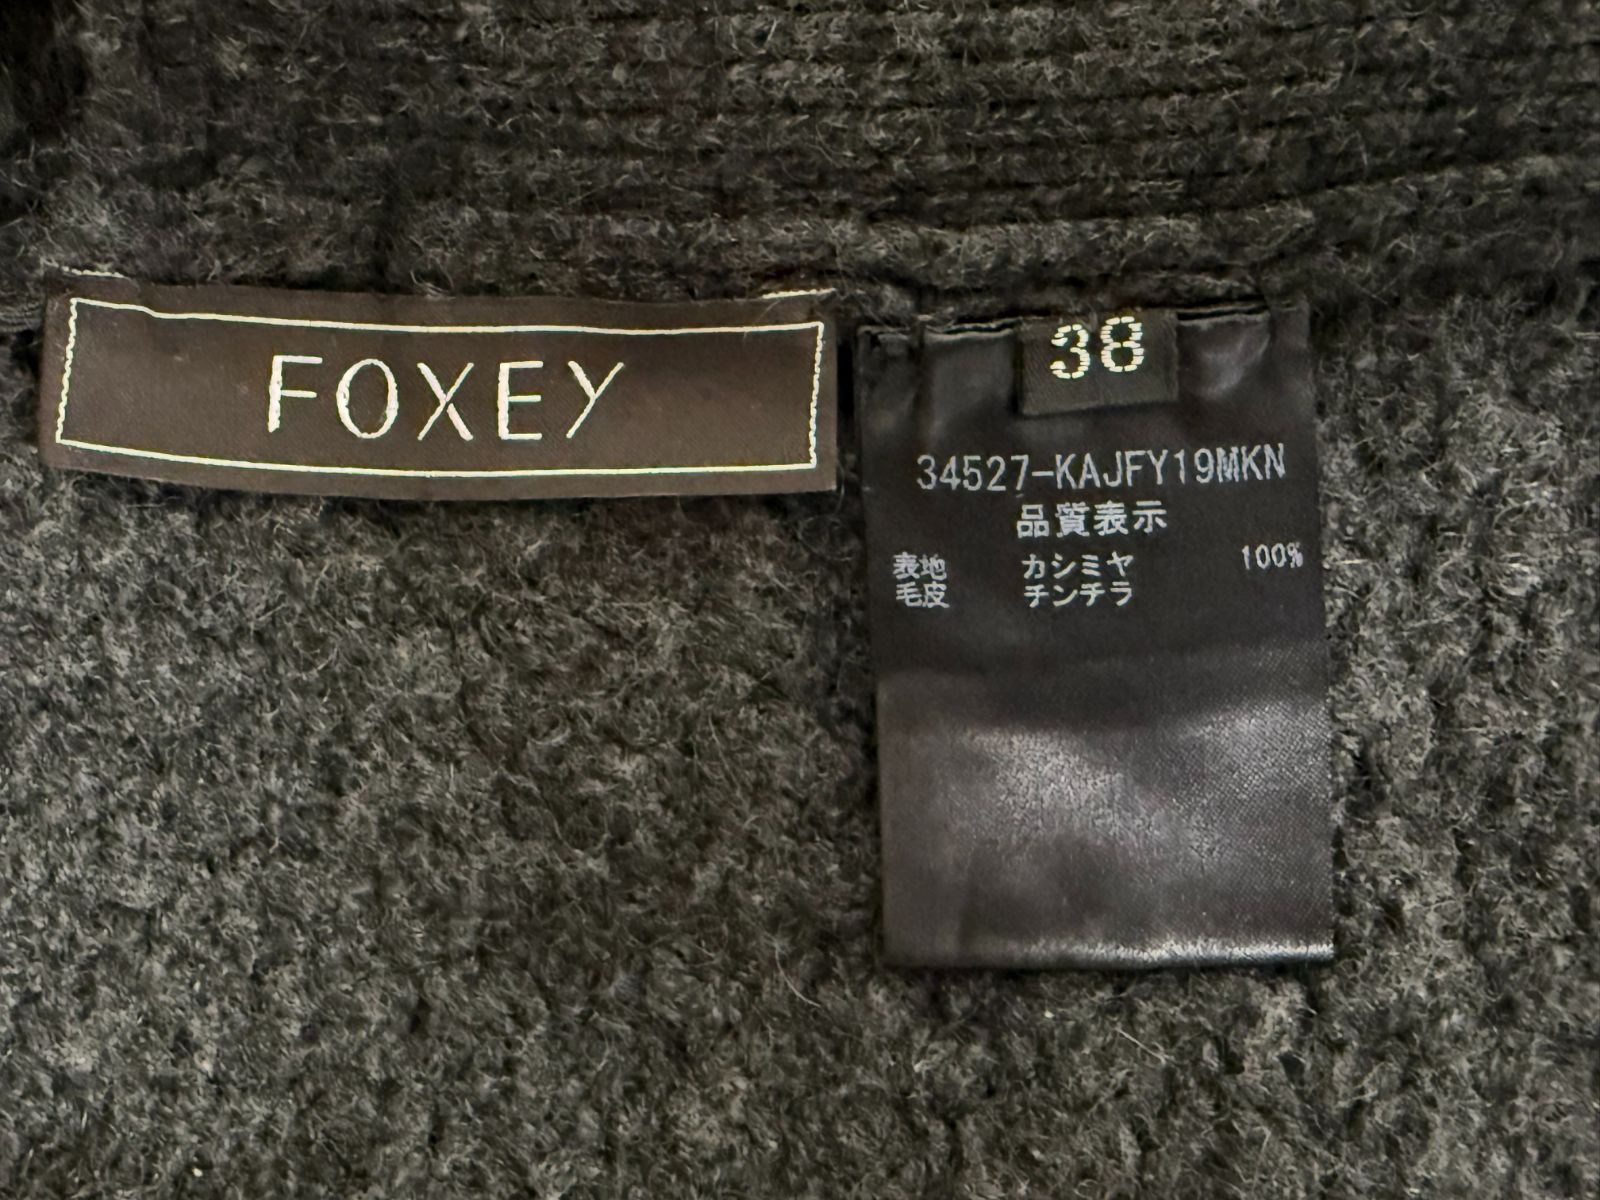 FOXEY
38
34527-KAJFY19MKN
品質表示
表地 カシミヤ 100%
毛皮 チンチラ